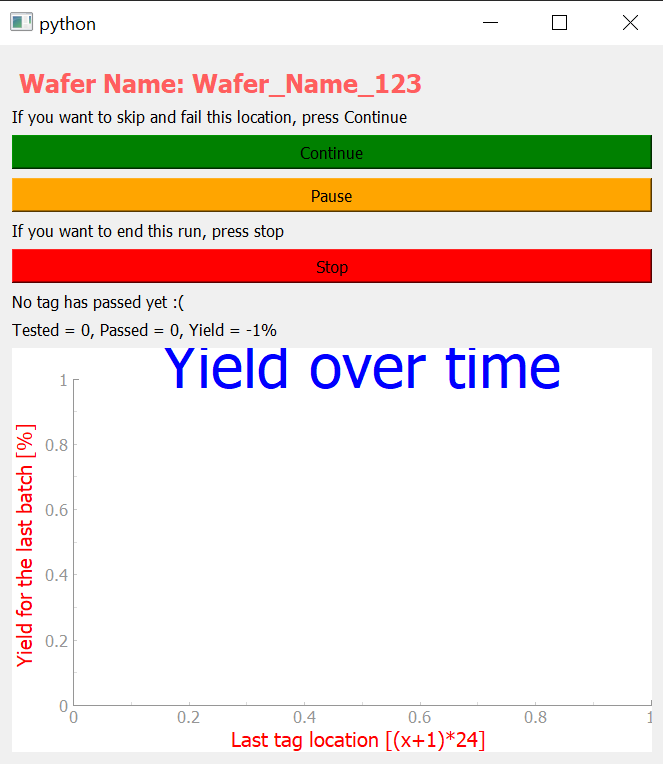 python
Wafer Name: Wafer_Name_123
If you want to skip and fail this location, press Continue
Continue
Pause
If you want to end this run, press stop
Stop
No tag has passed yet :(
Tested = 0, Passed = 0, Yield = -1%
Yield over time
Yield for the last batch [%]
1
0.8
0.6
0.4
0.2
0
0 0.2 0.4 0.6 0.8 1
Last tag location [(x+1)*24]